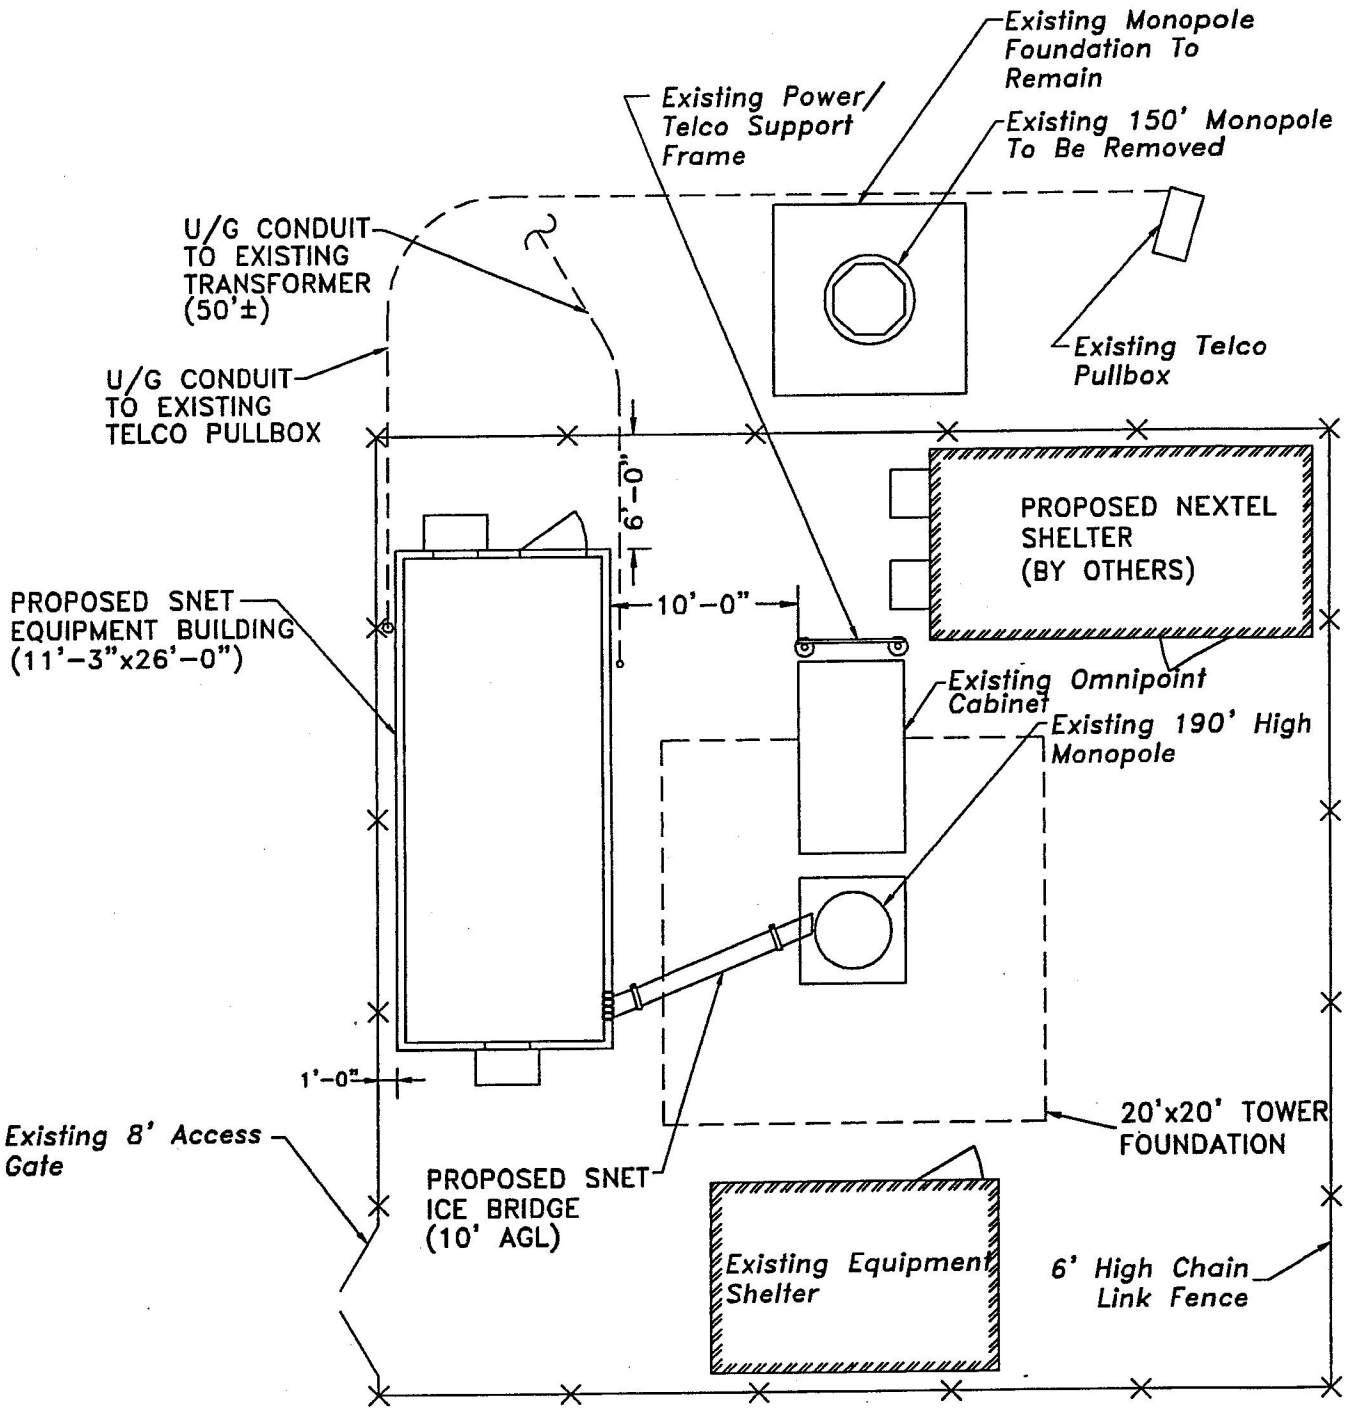 Existing Monopole
Foundation To
Remain
Existing Power/
Telco Support
Frame
Existing 150' Monopole
To Be Removed
U/G CONDUIT
TO EXISTING
TRANSFORMER
(50'±)
Existing Telco
Pullbox
U/G CONDUIT
TO EXISTING
TELCO PULLBOX
6'-0"
PROPOSED NEXTEL
SHELTER
(BY OTHERS)
PROPOSED SNET
EQUIPMENT BUILDING
(11'-3"x26'-0")
10'-0"
Existing Omnipoint
Cabinet
Existing 190' High
Monopole
1'-0"
20'x20' TOWER
FOUNDATION
Existing 8' Access
Gate
PROPOSED SNET
ICE BRIDGE
(10' AGL)
Existing Equipment
Shelter
6' High Chain
Link Fence